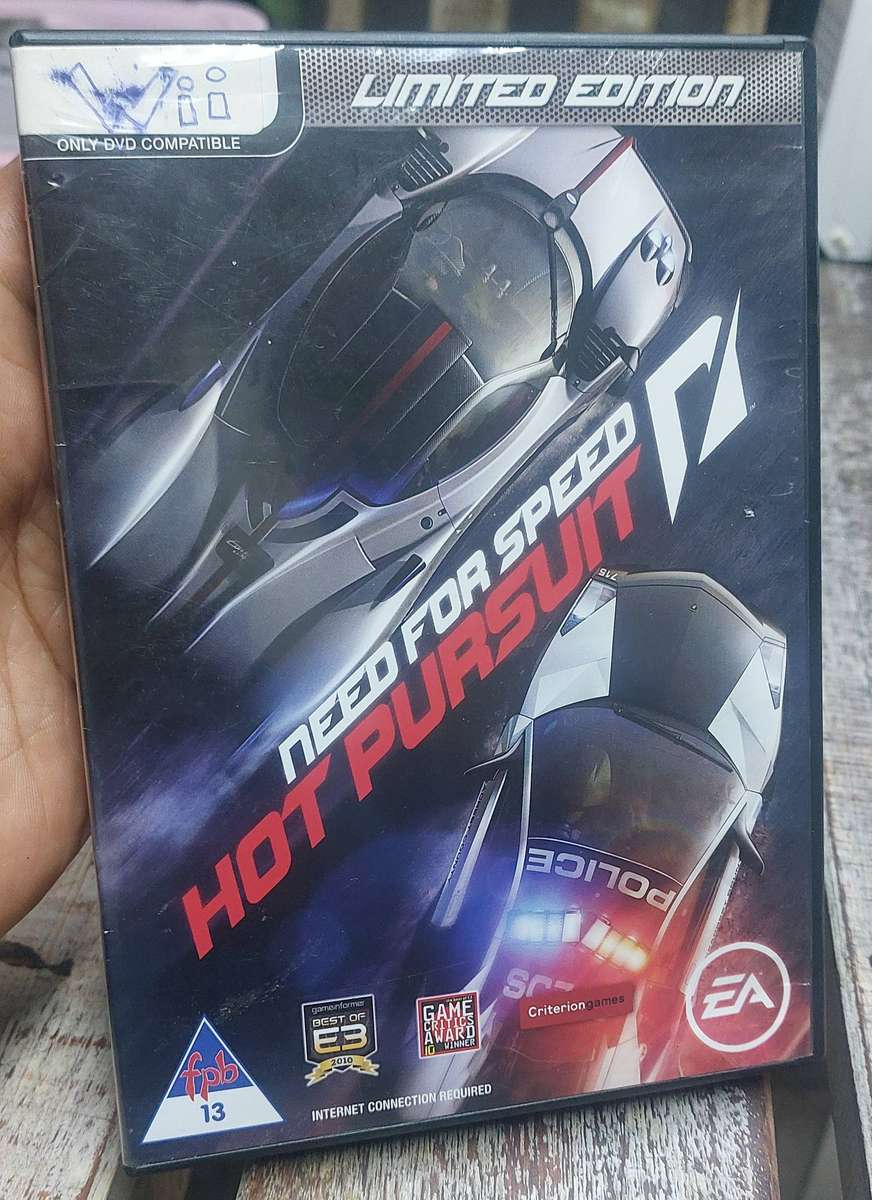 Wii
LIMITED EDITION
ONLY DVD COMPATIBLE
NEED FOR SPEED
HOT PURSUIT
POLICE
gameinformer
BEST OF
E3
2010
GAME
CRITICS
AWARD
10 WINNER
Criteriongames
EA
fpb
13
INTERNET CONNECTION REQUIRED